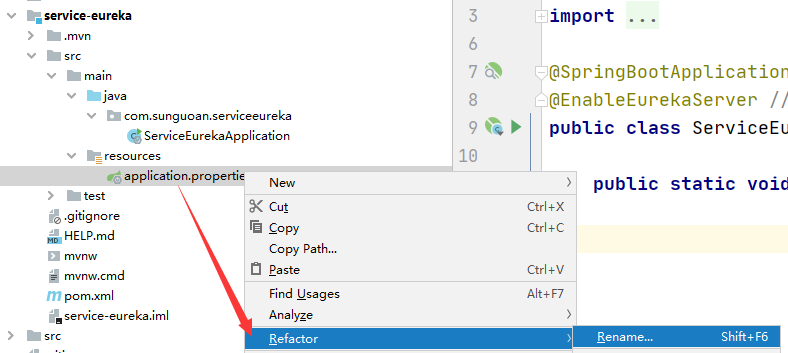 service-eureka
.mvn
src
main
java
com.sunguoan.serviceeureka
ServiceEurekaApplication
resources
application.propertie
test
.gitignore
HELP.md
mvnw
mvnw.cmd
pom.xml
service-eureka.iml
src
New
Cut Ctrl+X
Copy Ctrl+C
Copy Path...
Paste Ctrl+V
Find Usages Alt+F7
Analyze
Refactor
Rename... Shift+F6
3 import ...
6
7 @SpringBootApplication
8 @EnableEurekaServer //
9 public class ServiceEu
10
public static void